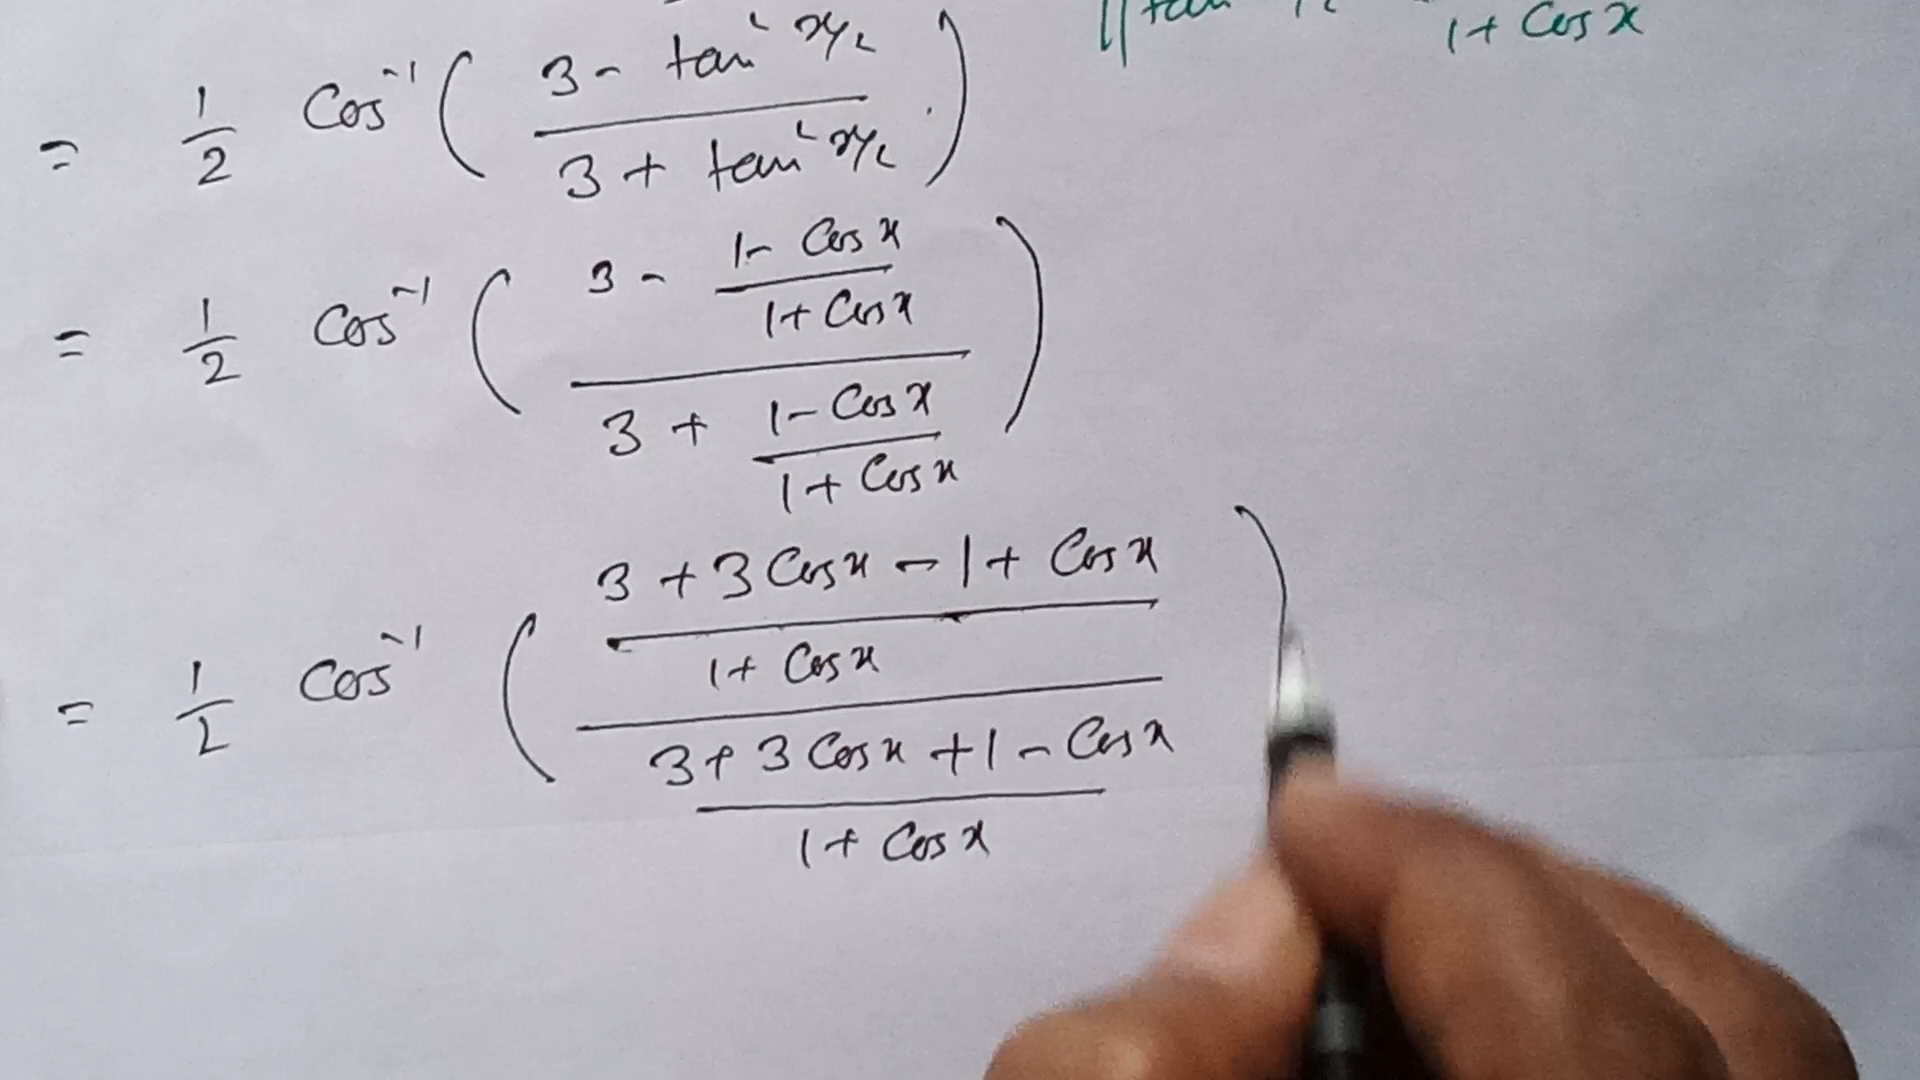 // tan² x/2 = 1 + Cos x
= 1/2 Cos⁻¹ ( (3 - tan² x/2) / (3 + tan² x/2) )
= 1/2 Cos⁻¹ ( (3 - (1 - Cos x)/(1 + Cos x)) / (3 + (1 - Cos x)/(1 + Cos x)) )
= 1/2 Cos⁻¹ ( ((3 + 3 Cos x - 1 + Cos x)/(1 + Cos x)) / ((3 + 3 Cos x + 1 - Cos x)/(1 + Cos x)) )